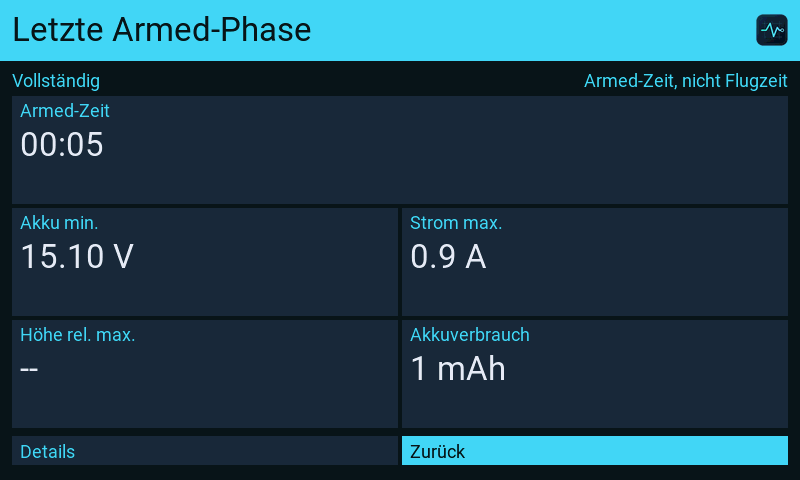 Letzte Armed-Phase
Vollständig
Armed-Zeit, nicht Flugzeit
Armed-Zeit
00:05
Akku min.
15.10 V
Strom max.
0.9 A
Höhe rel. max.
--
Akkuverbrauch
1 mAh
Details
Zurück